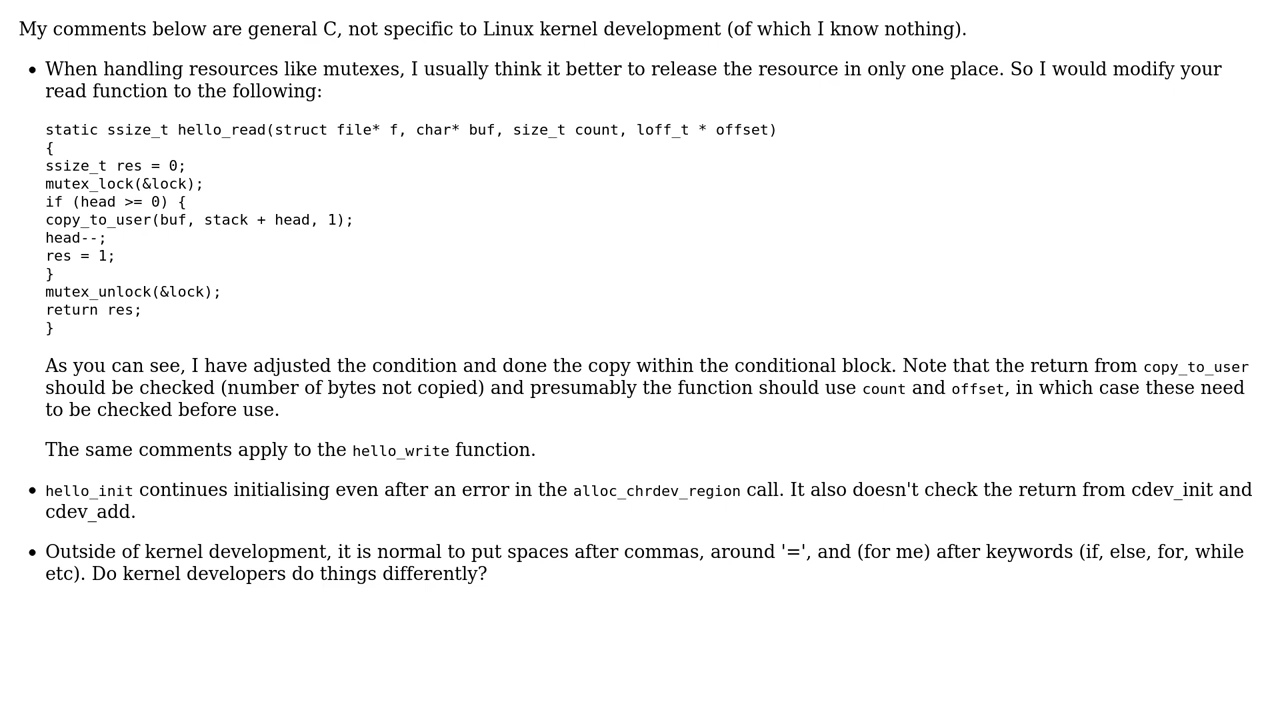 My comments below are general C, not specific to Linux kernel development (of which I know nothing).
• When handling resources like mutexes, I usually think it better to release the resource in only one place. So I would modify your
read function to the following:
static ssize_t hello_read(struct file* f, char* buf, size_t count, loff_t * offset)
{
ssize_t res = 0;
mutex_lock(&lock);
if (head >= 0) {
copy_to_user(buf, stack + head, 1);
head--;
res = 1;
}
mutex_unlock(&lock);
return res;
}
As you can see, I have adjusted the condition and done the copy within the conditional block. Note that the return from copy_to_user
should be checked (number of bytes not copied) and presumably the function should use count and offset, in which case these need
to be checked before use.
The same comments apply to the hello_write function.
• hello_init continues initialising even after an error in the alloc_chrdev_region call. It also doesn't check the return from cdev_init and
cdev_add.
• Outside of kernel development, it is normal to put spaces after commas, around '=', and (for me) after keywords (if, else, for, while
etc). Do kernel developers do things differently?